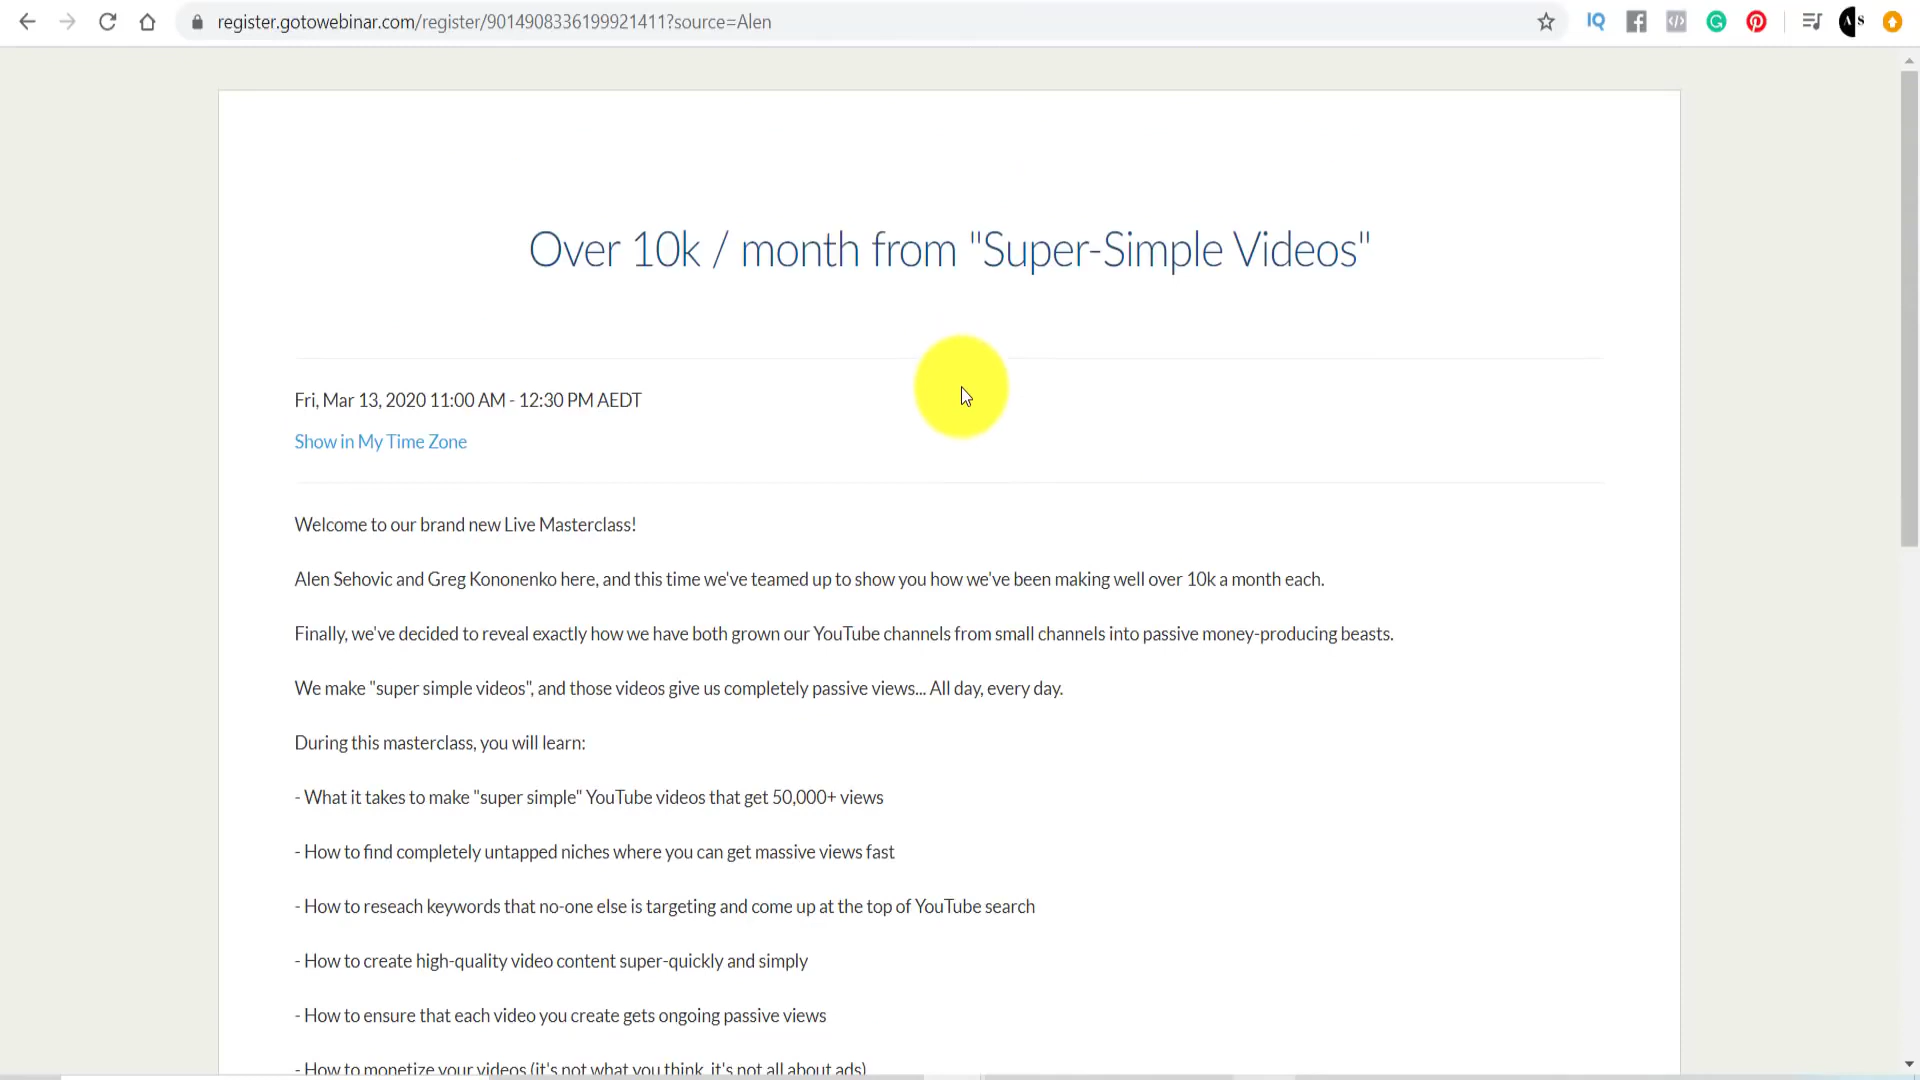 register.gotowebinar.com/register/9014908336199921411?source=Alen
IQ
AS
Over 10k / month from "Super-Simple Videos"
Fri, Mar 13, 2020 11:00 AM - 12:30 PM AEDT
Show in My Time Zone
Welcome to our brand new Live Masterclass!
Alen Sehovic and Greg Kononenko here, and this time we've teamed up to show you how we've been making well over 10k a month each.
Finally, we've decided to reveal exactly how we have both grown our YouTube channels from small channels into passive money-producing beasts.
We make "super simple videos", and those videos give us completely passive views... All day, every day.
During this masterclass, you will learn:
- What it takes to make "super simple" YouTube videos that get 50,000+ views
- How to find completely untapped niches where you can get massive views fast
- How to reseach keywords that no-one else is targeting and come up at the top of YouTube search
- How to create high-quality video content super-quickly and simply
- How to ensure that each video you create gets ongoing passive views
- How to monetize your videos (it's not what you think, it's not all about ads)